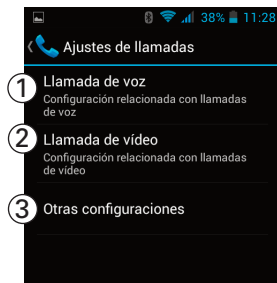 38% 11:28
Ajustes de llamadas
1 Llamada de voz
Configuración relacionada con llamadas
de voz
2 Llamada de vídeo
Configuración relacionada con llamadas
de vídeo
3 Otras configuraciones